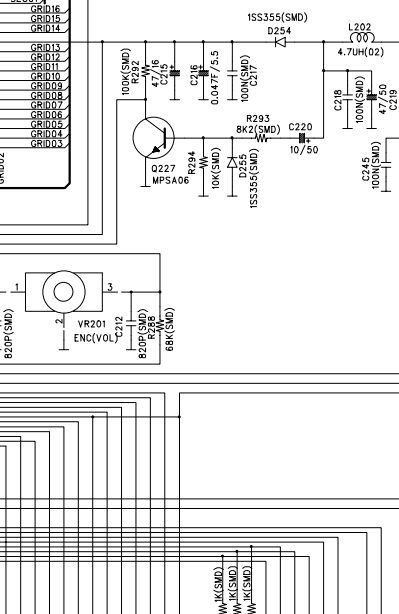 GRID16
GRID15
GRID14
GRID13
GRID12
GRID11
GRID10
GRID09
GRID08
GRID07
GRID06
GRID05
GRID04
GRID03
GRID02
100K(SMD)
R292
47/16
C215
C216
0.047F/5.5
100N(SMD)
C217
1SS355(SMD)
D254
L202
4.7UH(02)
C218
100N(SMD)
47/50
C219
R293
8K2(SMD)
C220
10/50
Q227
MPSA06
R294
10K(SMD)
D255
1SS355(SMD)
C245
100N(SMD)
1
3
2
VR201
ENC(VOL)
820P(SMD)
C212
820P(SMD)
R288
68K(SMD)
1K(SMD)
1K(SMD)
1K(SMD)